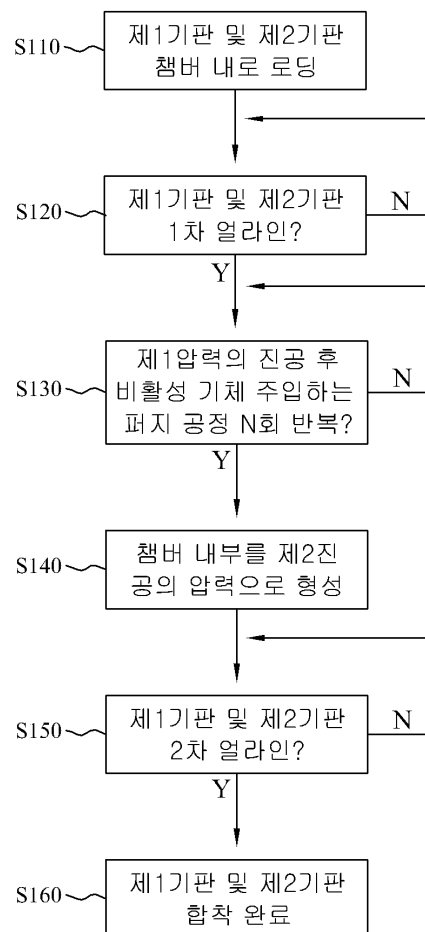 S110
제1기판 및 제2기판
챔버 내로 로딩
S120
제1기판 및 제2기판
1차 얼라인?
N
Y
S130
제1압력의 진공 후
비활성 기체 주입하는
퍼지 공정 N회 반복?
N
Y
S140
챔버 내부를 제2진
공의 압력으로 형성
S150
제1기판 및 제2기판
2차 얼라인?
N
Y
S160
제1기판 및 제2기판
합착 완료